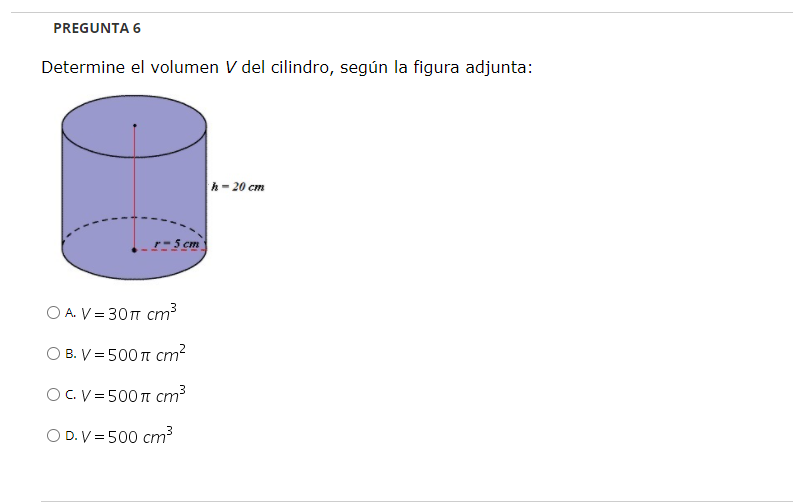 PREGUNTA 6
Determine el volumen V del cilindro, según la figura adjunta:
h = 20 cm
r = 5 cm
A. V = 30π cm³
B. V = 500π cm²
C. V = 500π cm³
D. V = 500 cm³